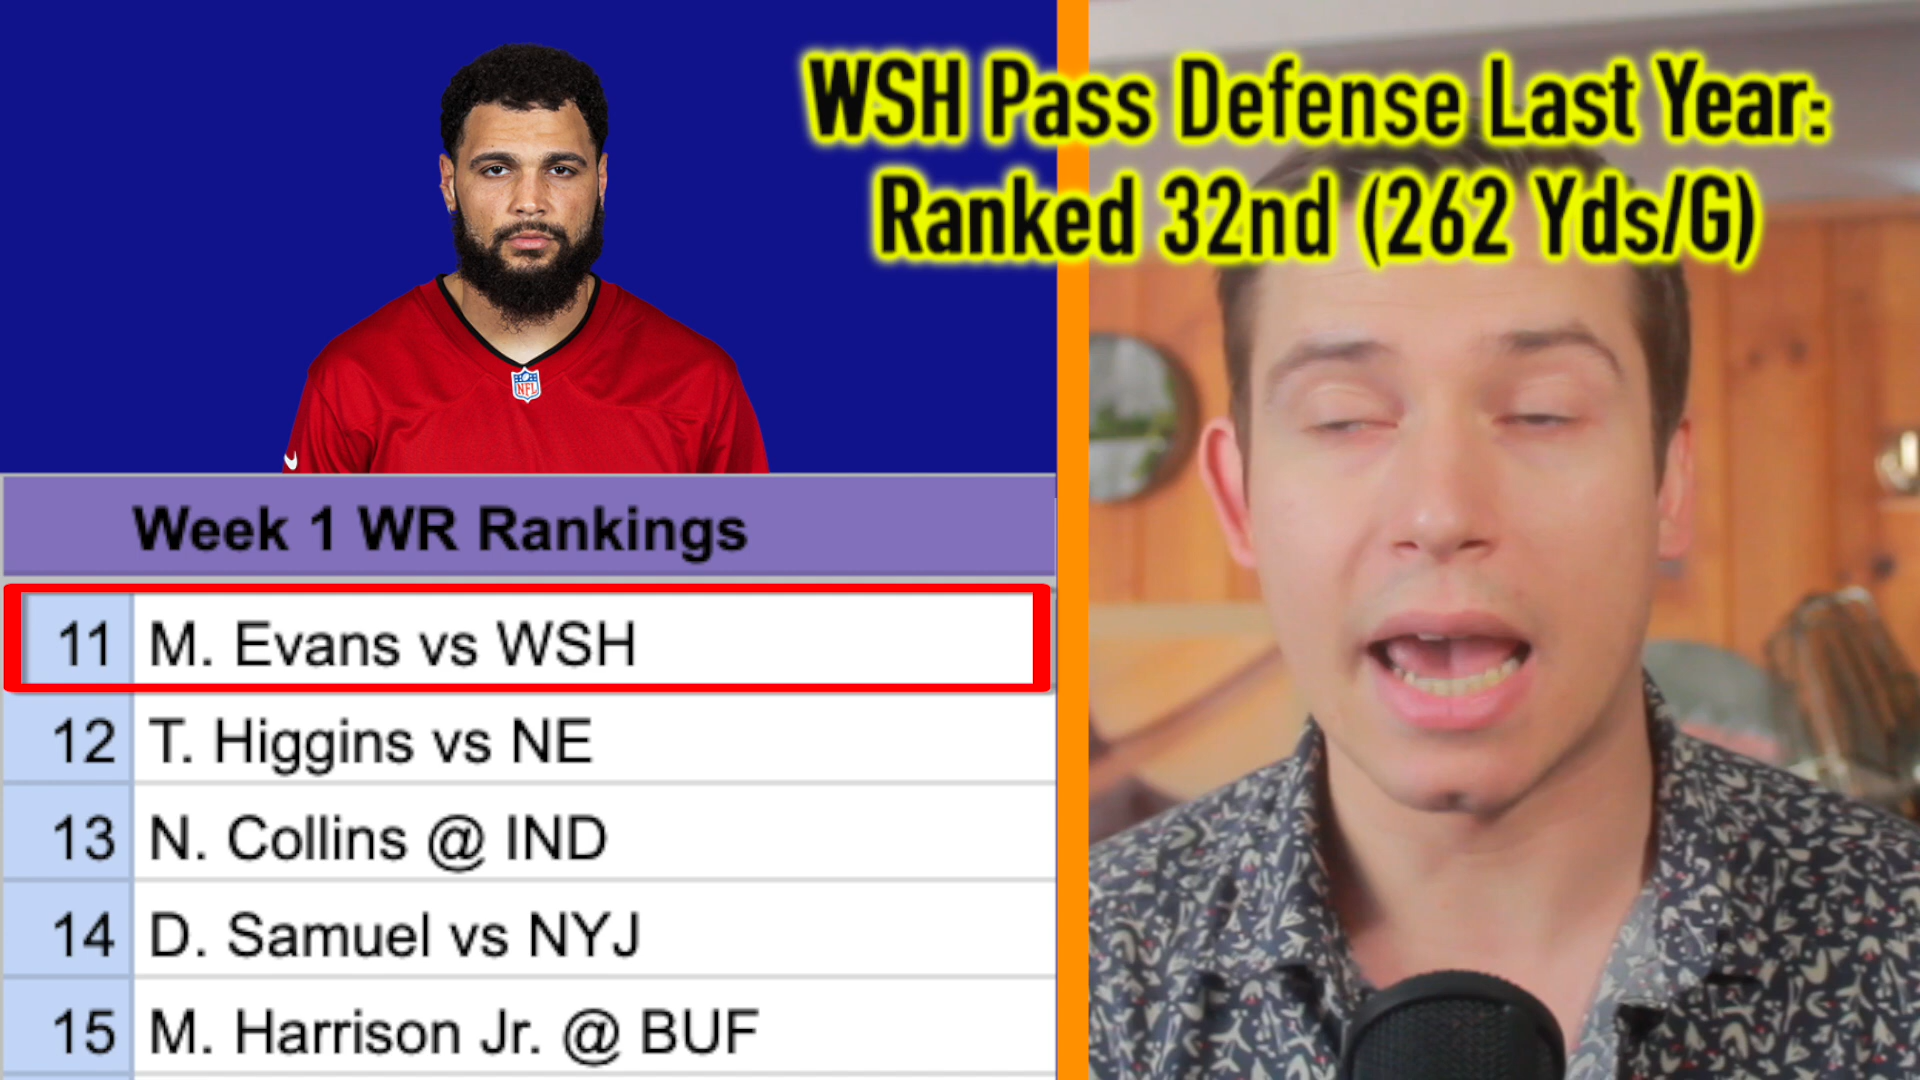 WSH Pass Defense Last Year:
Ranked 32nd (262 Yds/G)
NFL
Week 1 WR Rankings
11 M. Evans vs WSH
12 T. Higgins vs NE
13 N. Collins @ IND
14 D. Samuel vs NYJ
15 M. Harrison Jr. @ BUF